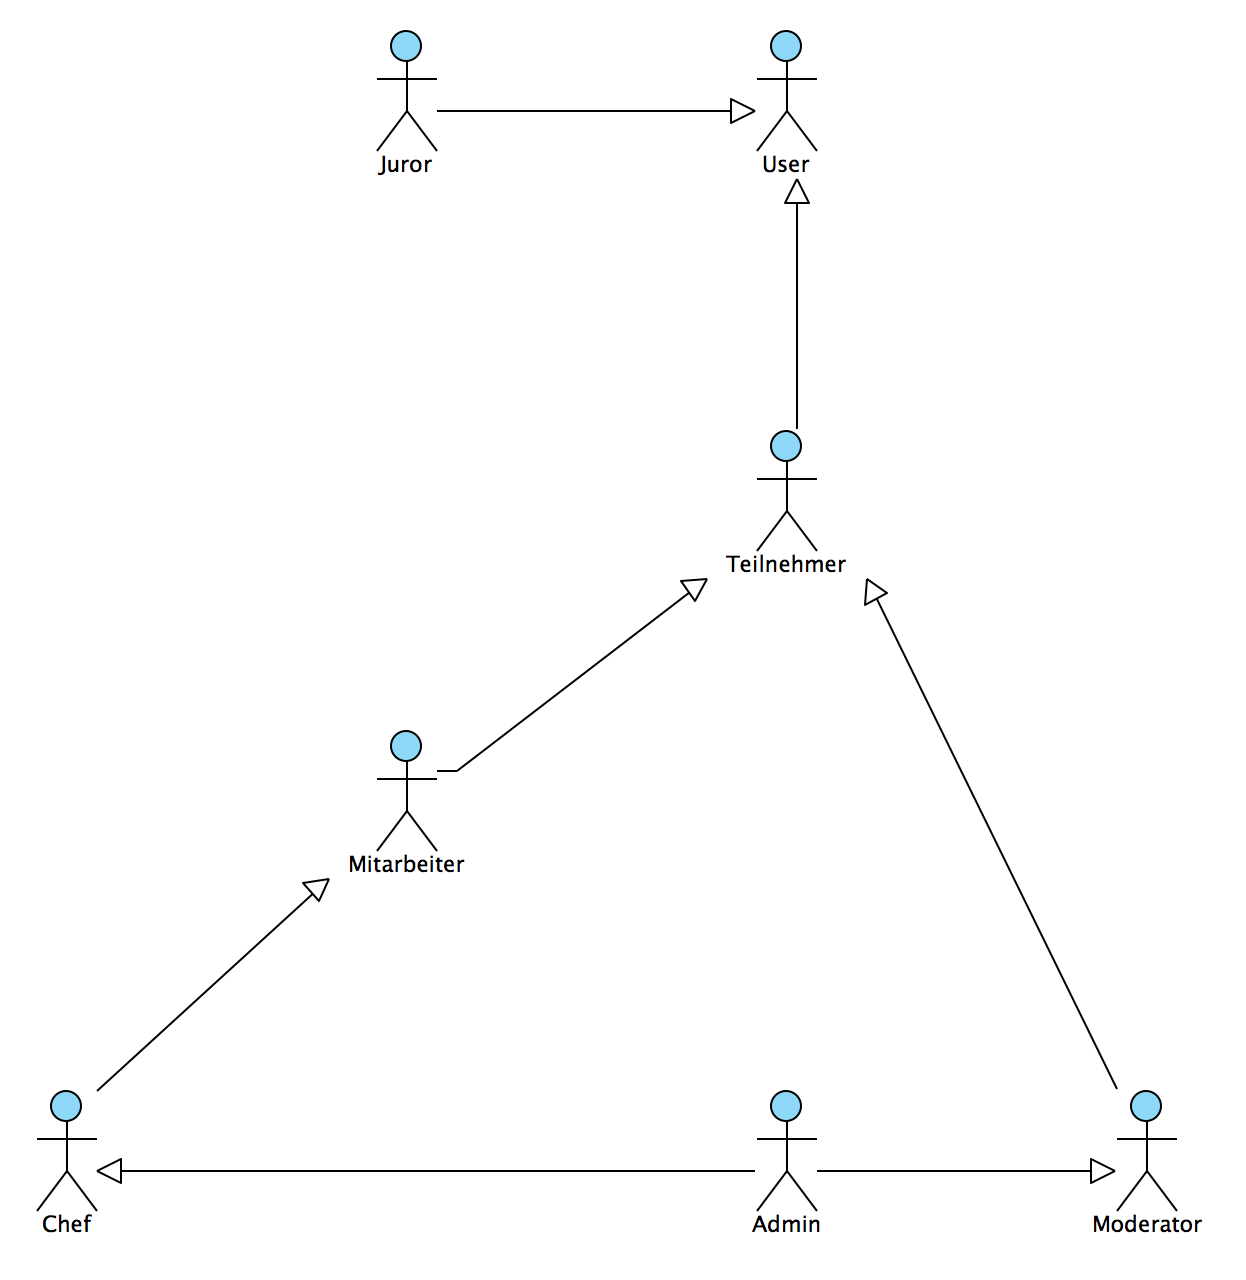 Juror
User
Teilnehmer
Mitarbeiter
Chef
Admin
Moderator